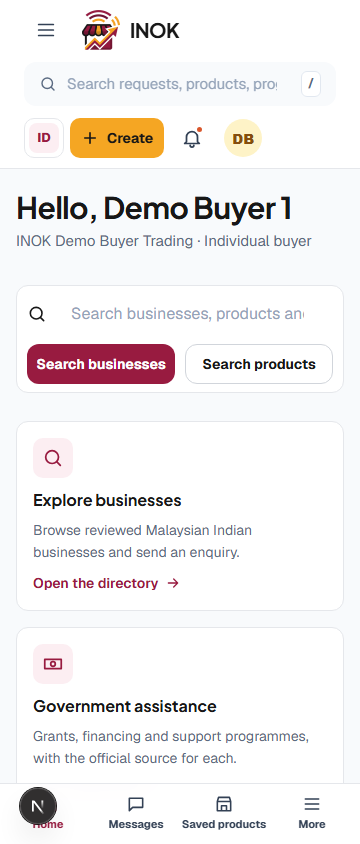 INOK
Search requests, products, pro
/
ID
Create
DB
Hello, Demo Buyer 1
INOK Demo Buyer Trading · Individual buyer
Search businesses, products an
Search businesses
Search products
Explore businesses
Browse reviewed Malaysian Indian
businesses and send an enquiry.
Open the directory
Government assistance
Grants, financing and support programmes,
with the official source for each.
N
Home
Messages
Saved products
More